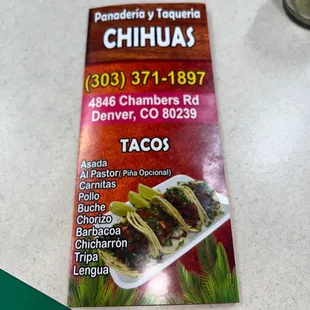 Panadería y Taqueria
CHIHUAS
(303) 371-1897
4846 Chambers Rd
Denver, CO 80239
TACOS
Asada
Al Pastor( Piña Opcional)
Carnitas
Pollo
Buche
Chorizo
Barbacoa
Chicharrón
Tripa
Lengua